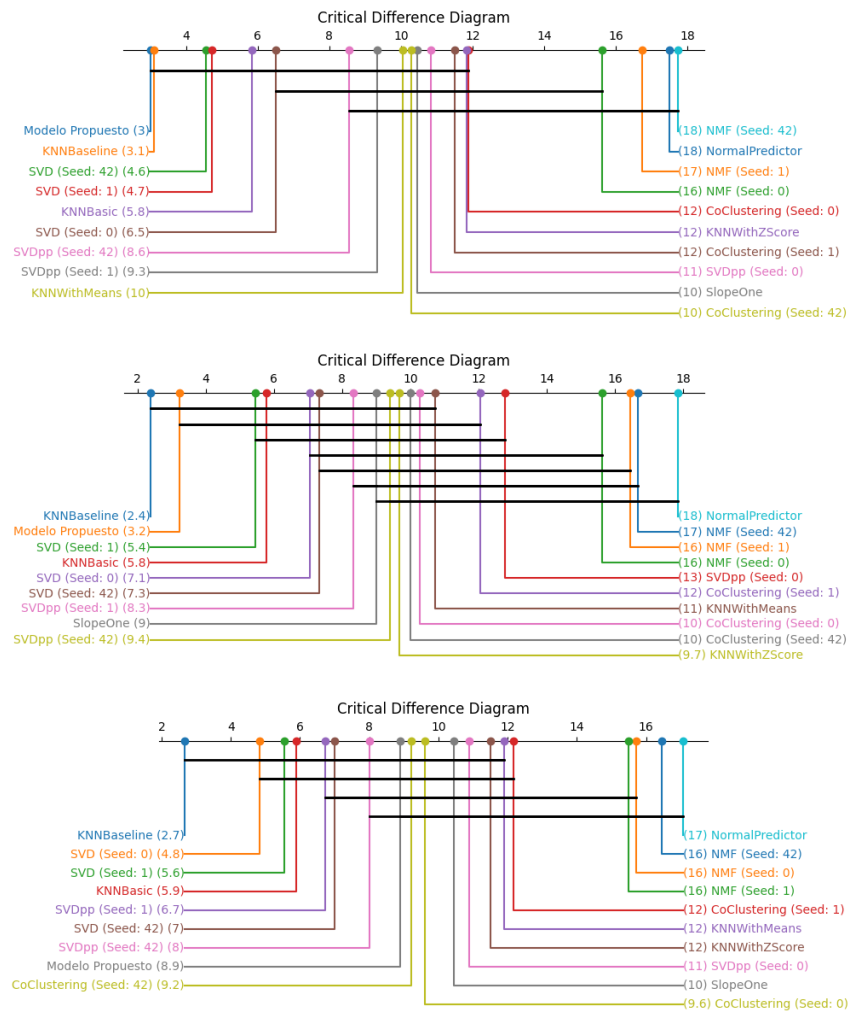 Critical Difference Diagram
4 6 8 10 12 14 16 18
Modelo Propuesto (3) (18) NMF (Seed: 42)
KNNBaseline (3.1) (18) NormalPredictor
SVD (Seed: 42) (4.6) (17) NMF (Seed: 1)
SVD (Seed: 1) (4.7) (16) NMF (Seed: 0)
KNNBasic (5.8) (12) CoClustering (Seed: 0)
SVD (Seed: 0) (6.5) (12) KNNWithZScore
SVDpp (Seed: 42) (8.6) (12) CoClustering (Seed: 1)
SVDpp (Seed: 1) (9.3) (11) SVDpp (Seed: 0)
KNNWithMeans (10) (10) SlopeOne
(10) CoClustering (Seed: 42)
Critical Difference Diagram
2 4 6 8 10 12 14 16 18
KNNBaseline (2.4) (18) NormalPredictor
Modelo Propuesto (3.2) (17) NMF (Seed: 42)
SVD (Seed: 1) (5.4) (16) NMF (Seed: 1)
KNNBasic (5.8) (16) NMF (Seed: 0)
SVD (Seed: 0) (7.1) (13) SVDpp (Seed: 0)
SVD (Seed: 42) (7.3) (12) CoClustering (Seed: 1)
SVDpp (Seed: 1) (8.3) (11) KNNWithMeans
SlopeOne (9) (10) CoClustering (Seed: 0)
SVDpp (Seed: 42) (9.4) (10) CoClustering (Seed: 42)
(9.7) KNNWithZScore
Critical Difference Diagram
2 4 6 8 10 12 14 16
KNNBaseline (2.7) (17) NormalPredictor
SVD (Seed: 0) (4.8) (16) NMF (Seed: 42)
SVD (Seed: 1) (5.6) (16) NMF (Seed: 0)
KNNBasic (5.9) (16) NMF (Seed: 1)
SVDpp (Seed: 1) (6.7) (12) CoClustering (Seed: 1)
SVD (Seed: 42) (7) (12) KNNWithMeans
SVDpp (Seed: 42) (8) (12) KNNWithZScore
Modelo Propuesto (8.9) (11) SVDpp (Seed: 0)
CoClustering (Seed: 42) (9.2) (10) SlopeOne
(9.6) CoClustering (Seed: 0)